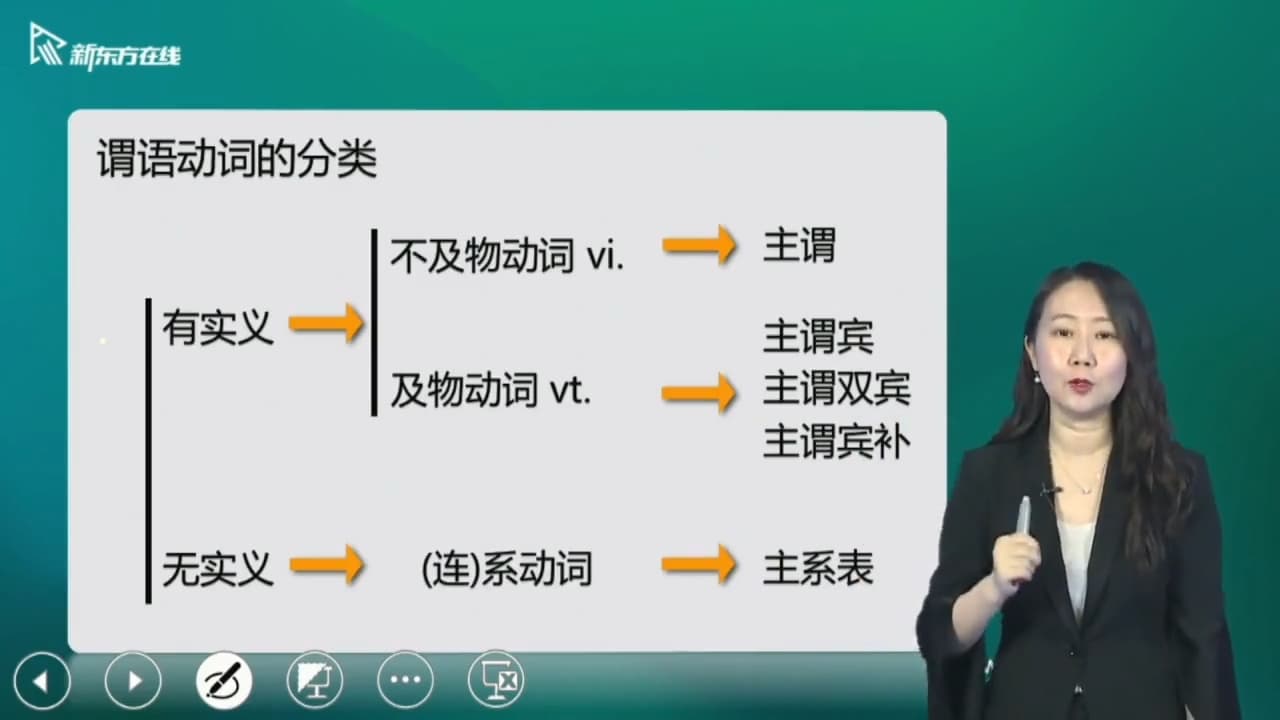 新东方在线
谓语动词的分类
有实义
不及物动词 vi.
主谓
及物动词 vt.
主谓宾
主谓双宾
主谓宾补
无实义
(连)系动词
主系表